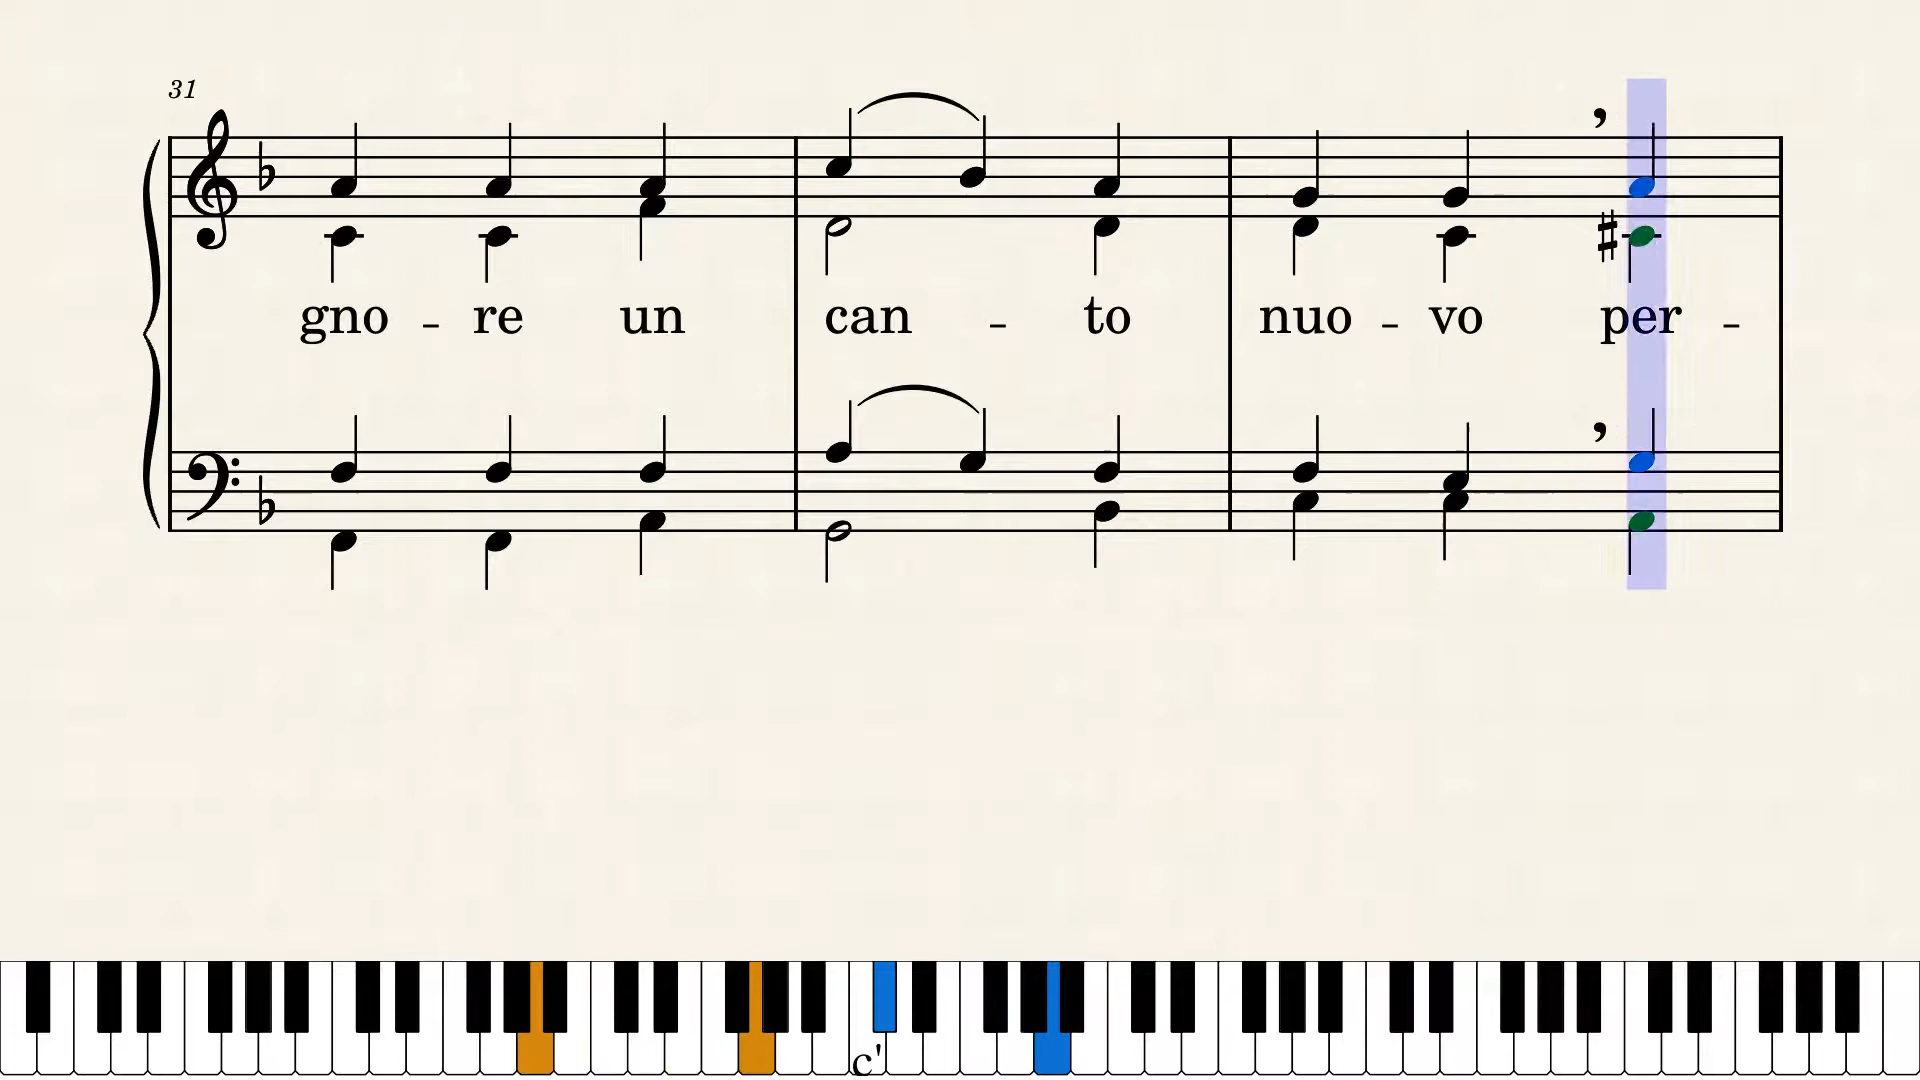 31
gno - re un can - to nuo - vo per -
c'